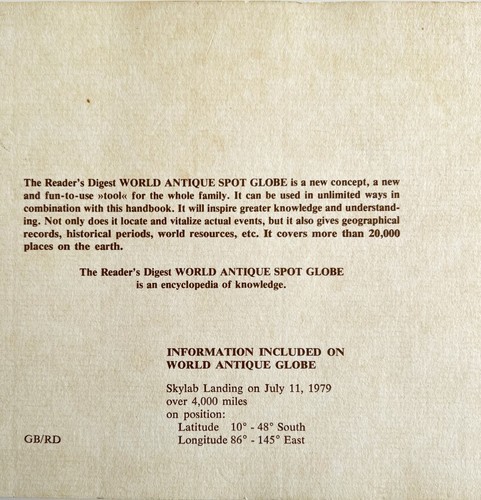 The Reader's Digest WORLD ANTIQUE SPOT GLOBE is a new concept, a new
and fun-to-use »tool« for the whole family. It can be used in unlimited ways in
combination with this handbook. It will inspire greater knowledge and understand-
ing. Not only does it locate and vitalize actual events, but it also gives geographical
records, historical periods, world resources, etc. It covers more than 20,000
places on the earth.
The Reader's Digest WORLD ANTIQUE SPOT GLOBE
is an encyclopedia of knowledge.
INFORMATION INCLUDED ON
WORLD ANTIQUE GLOBE
Skylab Landing on July 11, 1979
over 4,000 miles
on position:
Latitude 10° - 48° South
Longitude 86° - 145° East
GB/RD